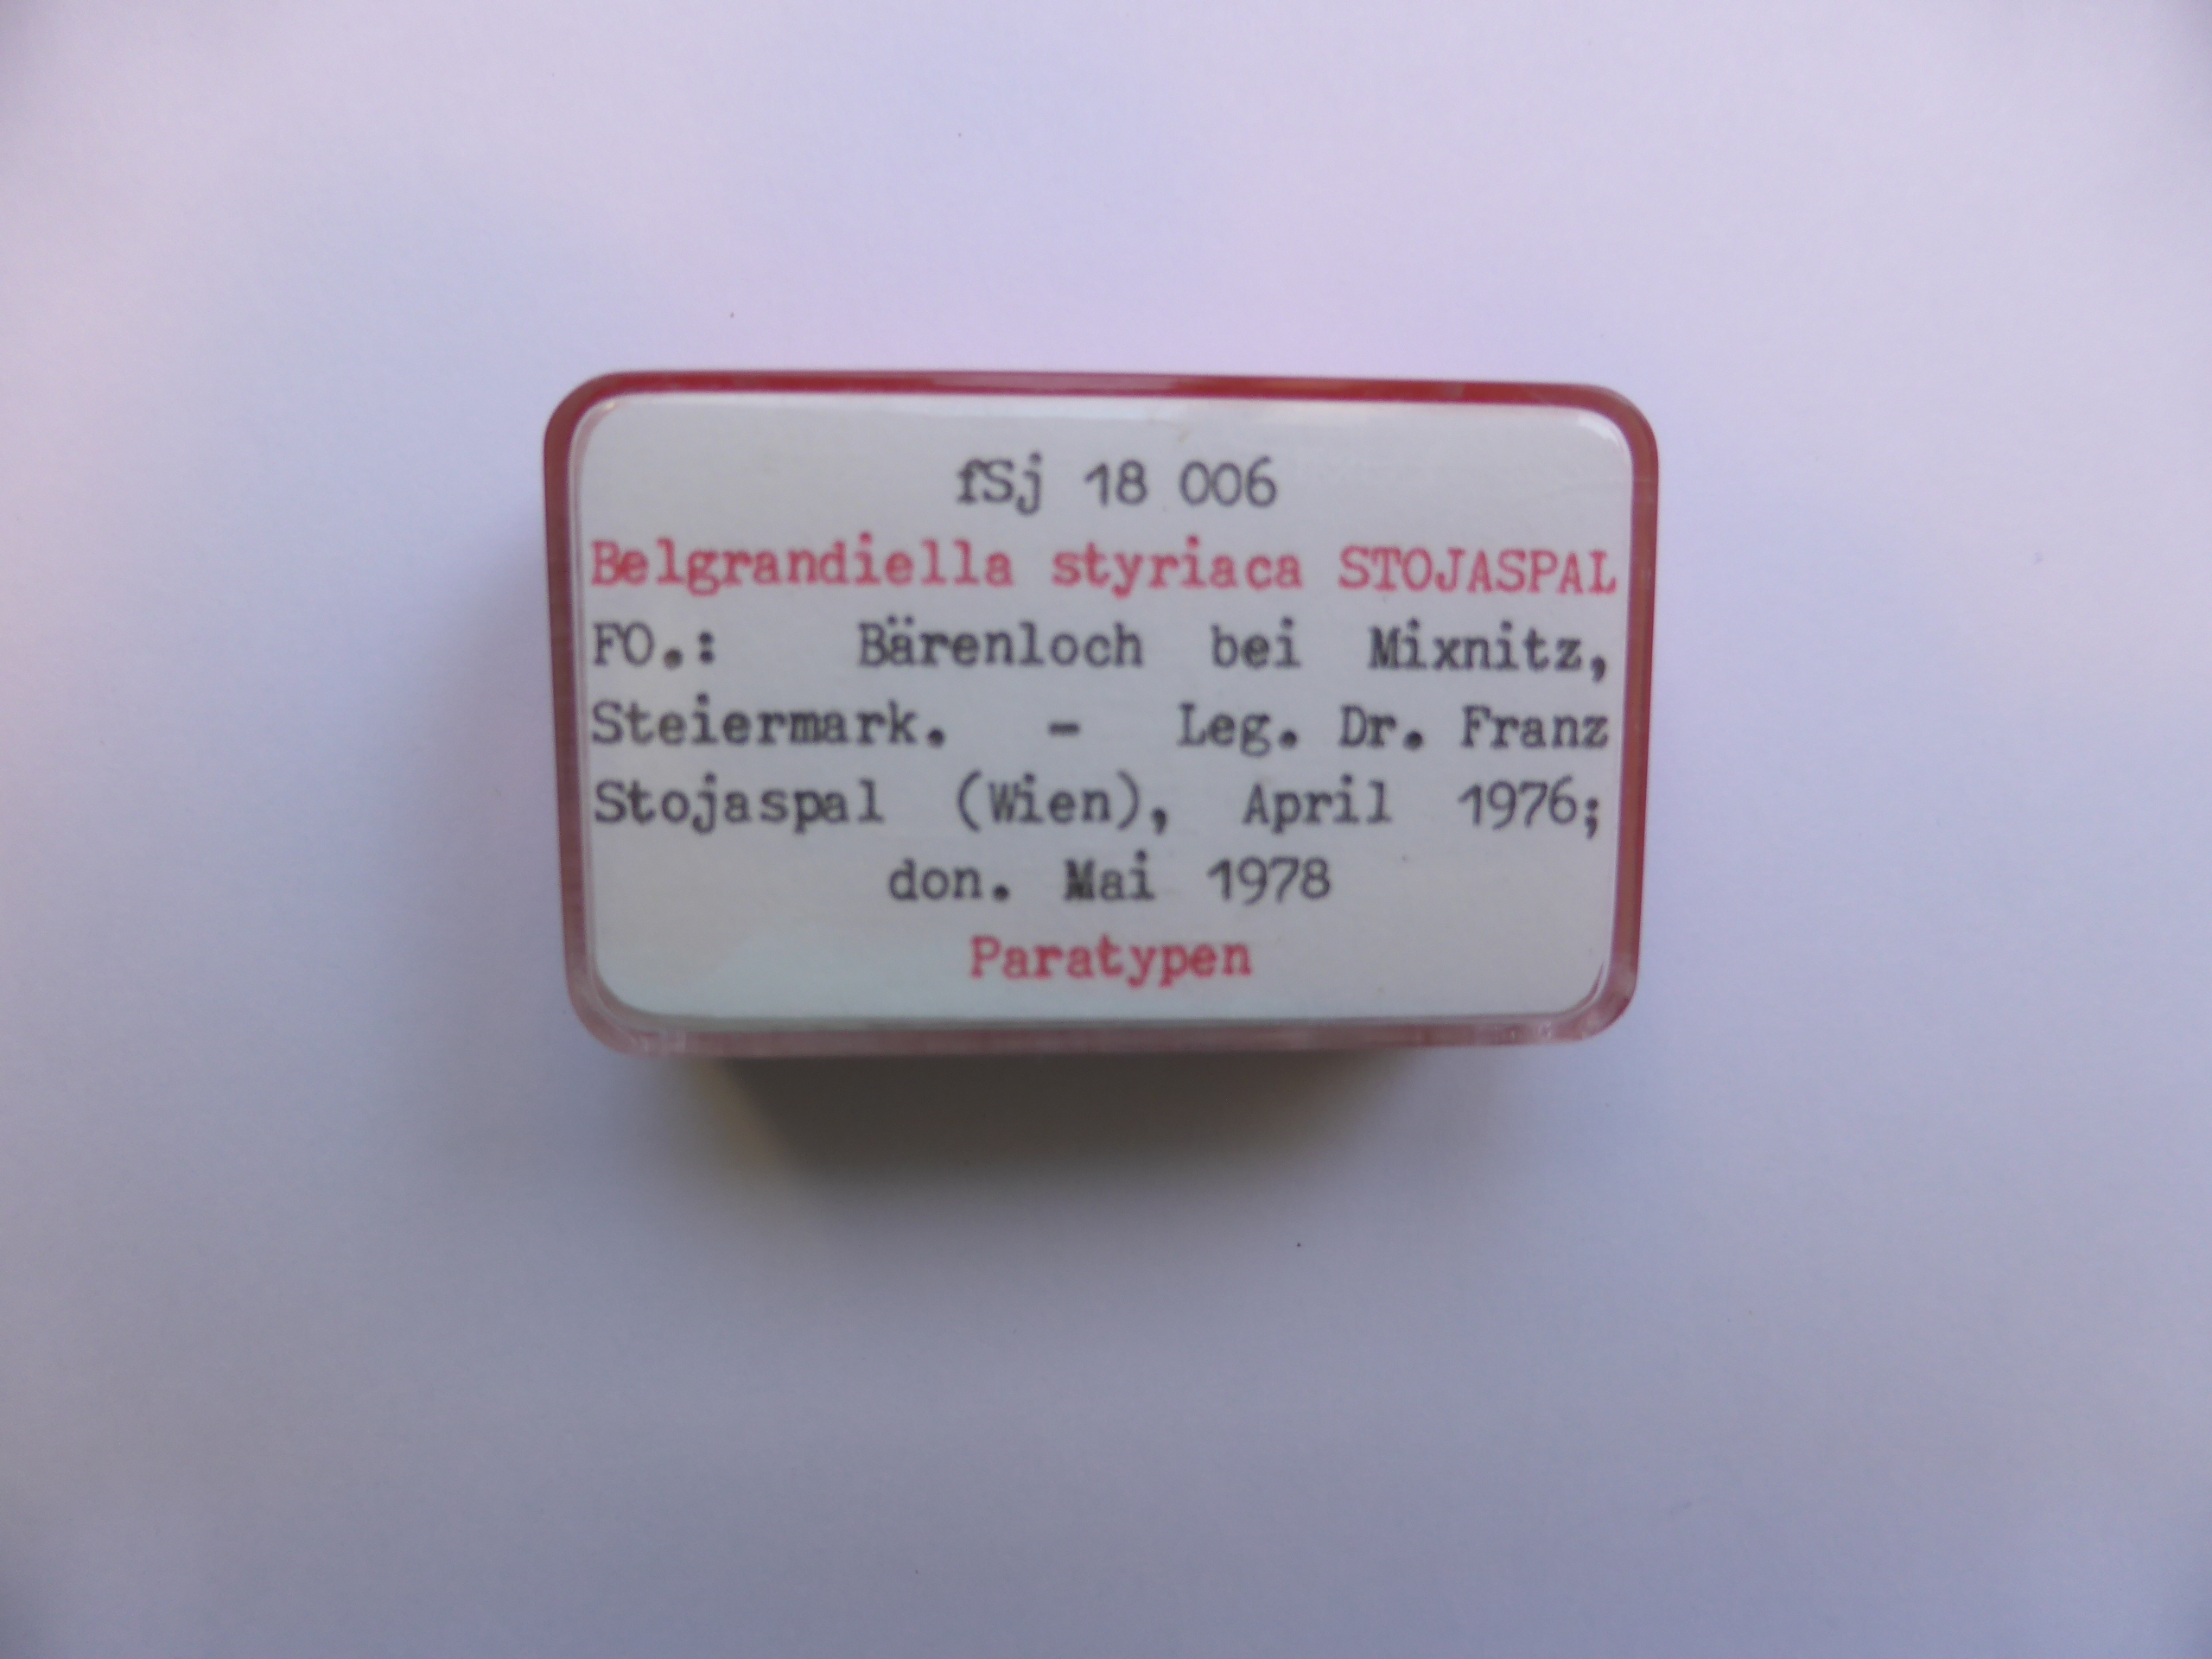 fSj 18 006
Belgrandiella styriaca STOJASPAL
FO.: Bärenloch bei Mixnitz,
Steiermark. - Leg. Dr. Franz
Stojaspal (Wien), April 1976;
don. Mai 1978
Paratypen